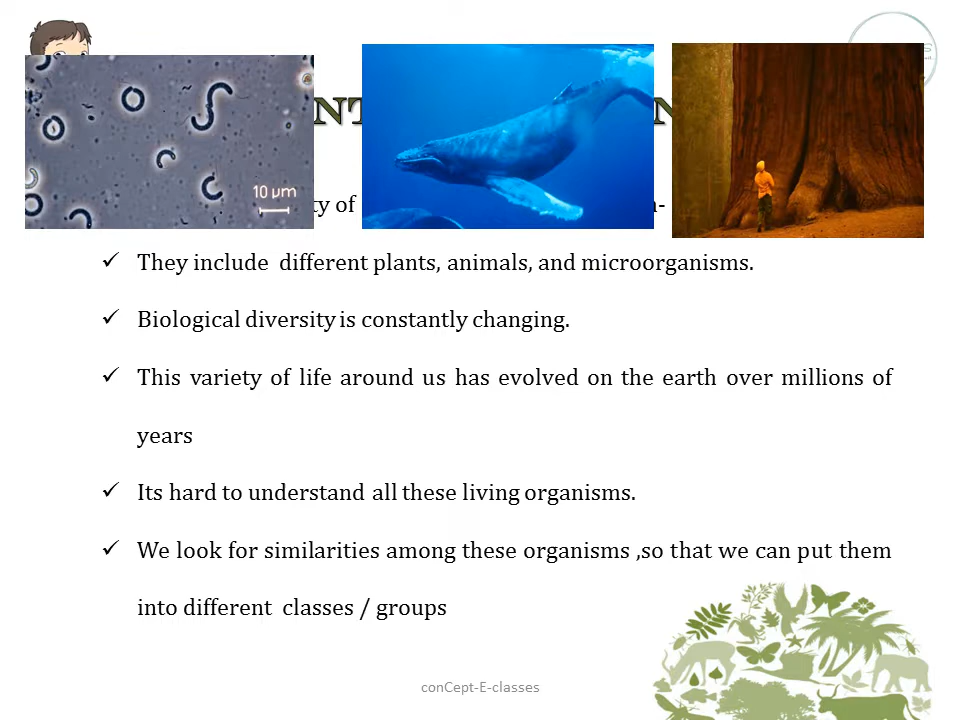 10 µm
ty of
They include different plants, animals, and microorganisms.
Biological diversity is constantly changing.
This variety of life around us has evolved on the earth over millions of
years
Its hard to understand all these living organisms.
We look for similarities among these organisms ,so that we can put them
into different classes / groups
conCept-E-classes